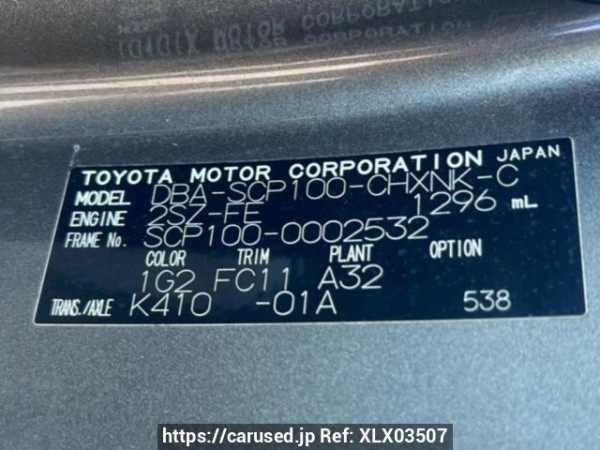 TOYOTA MOTOR CORPORATION JAPAN
MODEL DBA-SCP100-CHXNK-C
ENGINE 2SZ-FE 1296 mL
FRAME No. SCP100-0002532
COLOR TRIM PLANT OPTION
1G2 FC11 A32
TRANS./AXLE K410 -01A 538
https://carused.jp Ref: XLX03507